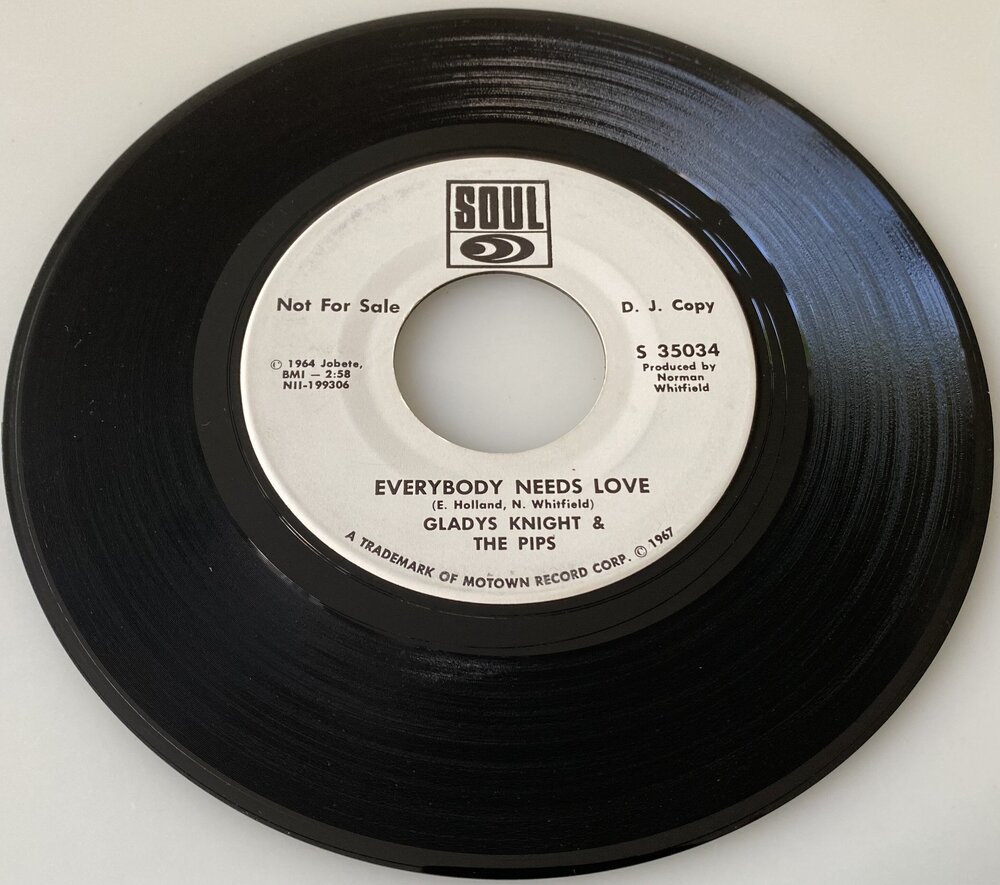 SOUL
Not For Sale
D. J. Copy
© 1964 Jobete,
BMI — 2:58
NII-199306
S 35034
Produced by
Norman
Whitfield
EVERYBODY NEEDS LOVE
(E. Holland, N. Whitfield)
GLADYS KNIGHT &
THE PIPS
A TRADEMARK OF MOTOWN RECORD CORP. © 1967